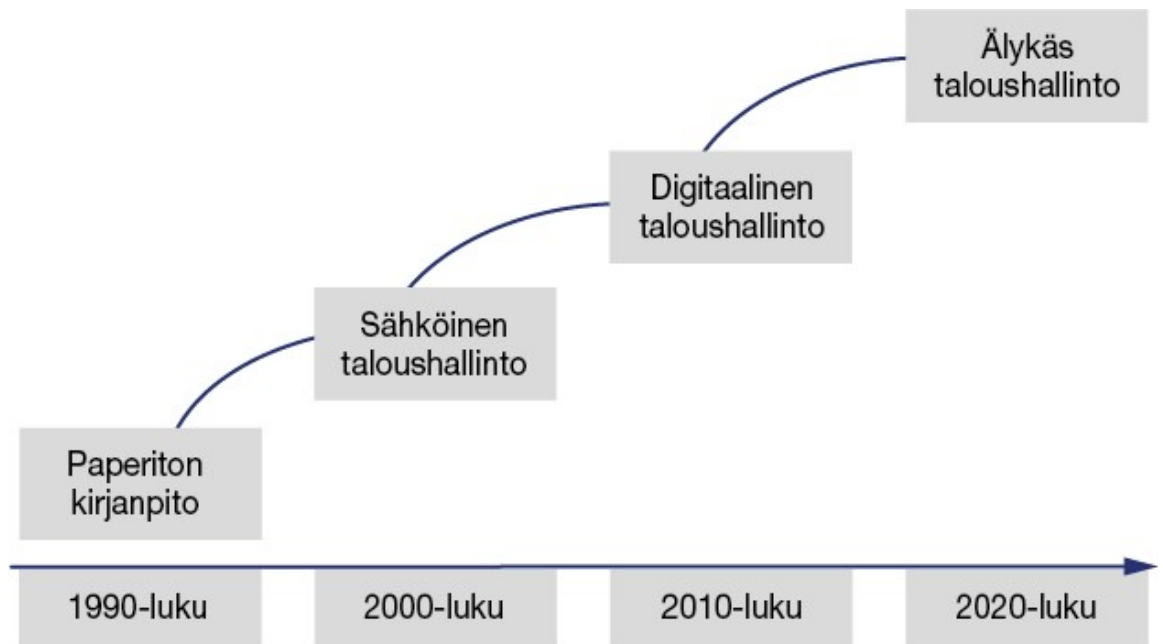 Älykäs
taloushallinto
Digitaalinen
taloushallinto
Sähköinen
taloushallinto
Paperiton
kirjanpito
1990-luku
2000-luku
2010-luku
2020-luku